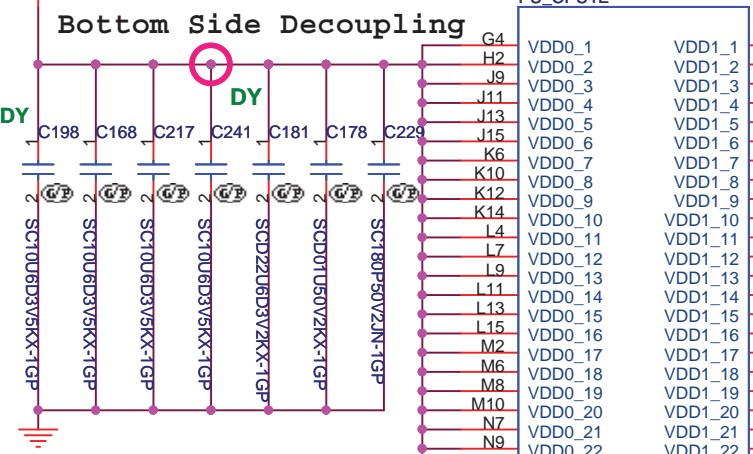 Bottom Side Decoupling
DY
DY
C198 C168 C217 C241 C181 C178 C229
1 1 1 1 1 1 1
G/P G/P G/P G/P G/P G/P G/P
2 2 2 2 2 2 2
SC10U6D3V5KX-1GP
SC10U6D3V5KX-1GP
SC10U6D3V5KX-1GP
SC10U6D3V5KX-1GP
SCD22U6D3V2KX-1GP
SCD01U50V2KX-1GP
SC180P50V2JN-1GP
G4 VDD0_1 VDD1_1
H2 VDD0_2 VDD1_2
J9 VDD0_3 VDD1_3
J11 VDD0_4 VDD1_4
J13 VDD0_5 VDD1_5
J15 VDD0_6 VDD1_6
K6 VDD0_7 VDD1_7
K10 VDD0_8 VDD1_8
K12 VDD0_9 VDD1_9
K14 VDD0_10 VDD1_10
L4 VDD0_11 VDD1_11
L7 VDD0_12 VDD1_12
L9 VDD0_13 VDD1_13
L11 VDD0_14 VDD1_14
L13 VDD0_15 VDD1_15
L15 VDD0_16 VDD1_16
M2 VDD0_17 VDD1_17
M6 VDD0_18 VDD1_18
M8 VDD0_19 VDD1_19
M10 VDD0_20 VDD1_20
N7 VDD0_21 VDD1_21
N9 VDD0_22 VDD1_22